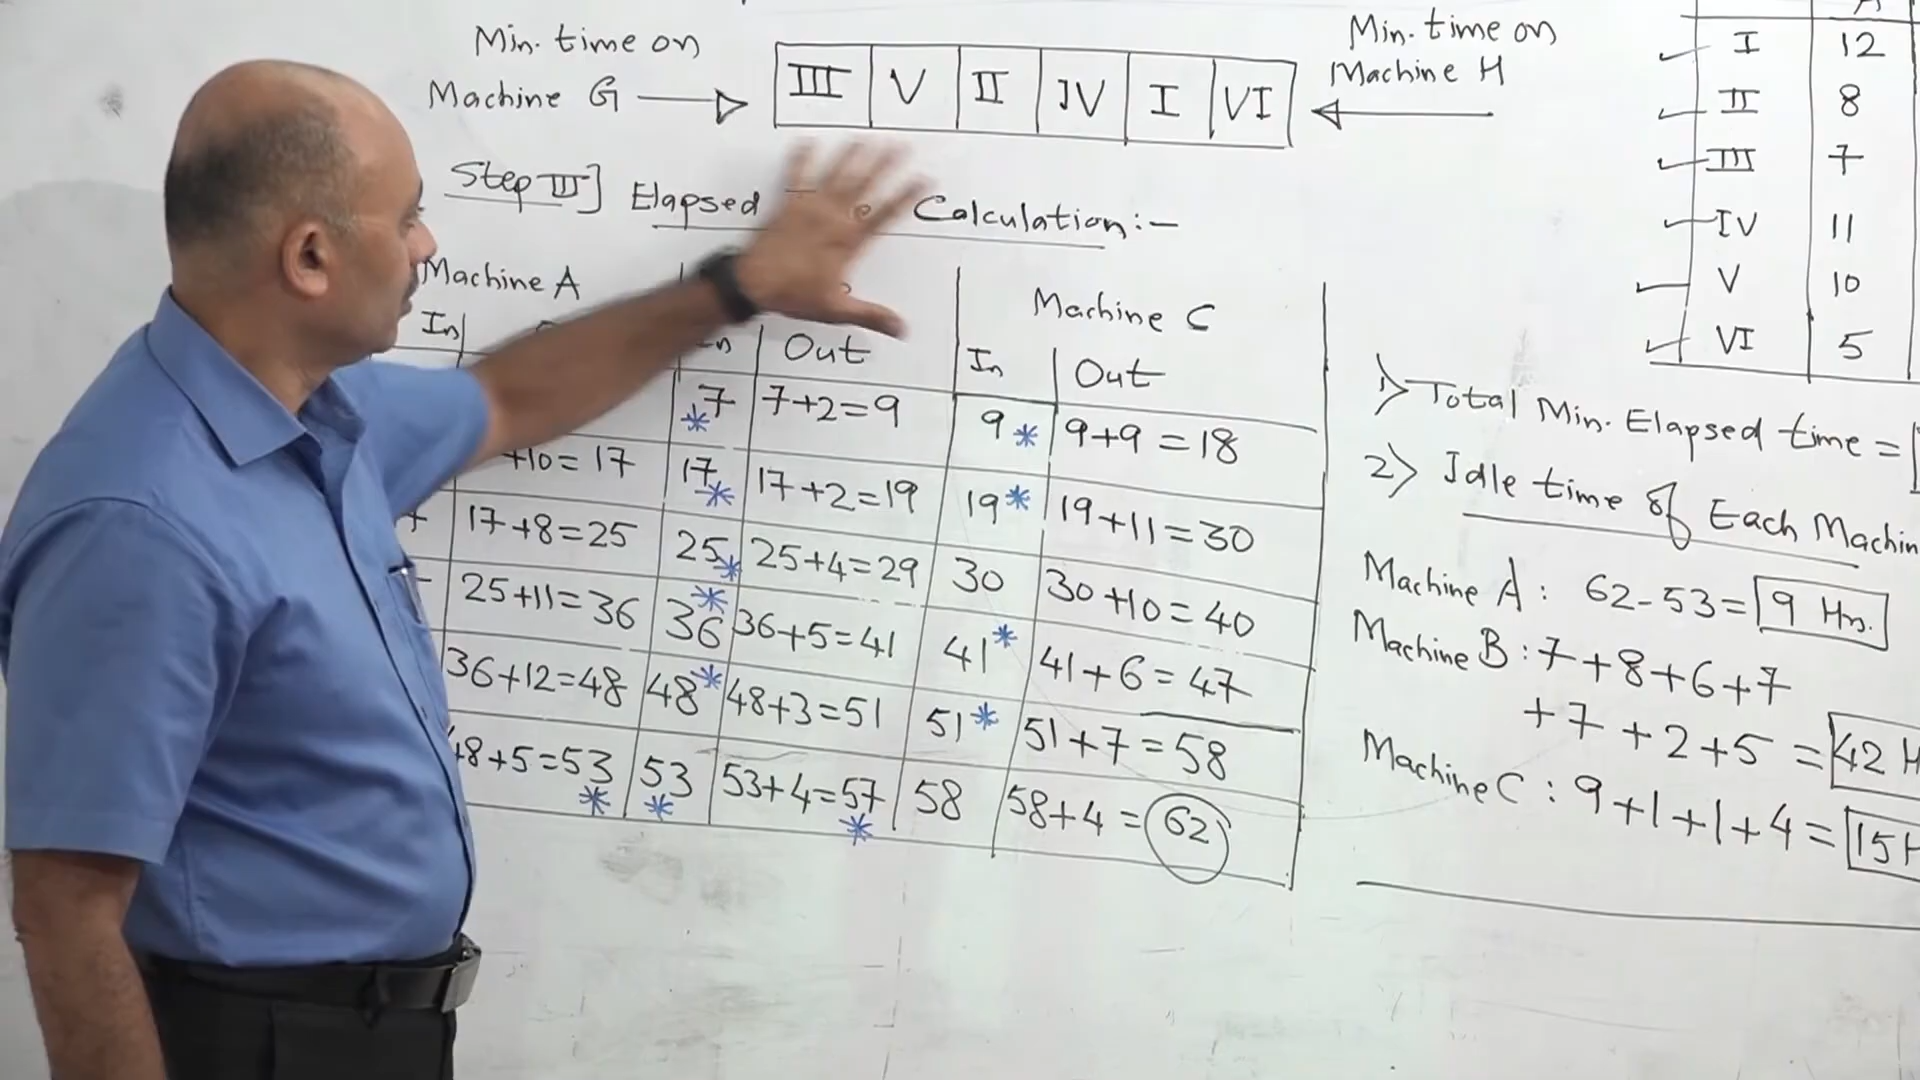 Min. time on
Machine G
III V II IV I VI
Min. time on
Machine H
Step III] Elapsed Calculation:-
Machine A
Machine C
In
Out
In
Out
7
7+2=9
9
9+9=18
+10=17
17
17+2=19
19
19+11=30
17+8=25
25
25+4=29
30
30+10=40
25+11=36
36
36+5=41
41
41+6=47
36+12=48
48
48+3=51
51
51+7=58
48+5=53
53
53+4=57
58
58+4=62
I 12
II 8
III 7
IV 11
V 10
VI 5
1) Total Min. Elapsed time =
2) Idle time of Each Machin
Machine A: 62-53= 9 Hrs.
Machine B: 7+8+6+7
+7+2+5=42 H
Machine C: 9+1+1+4=15 H